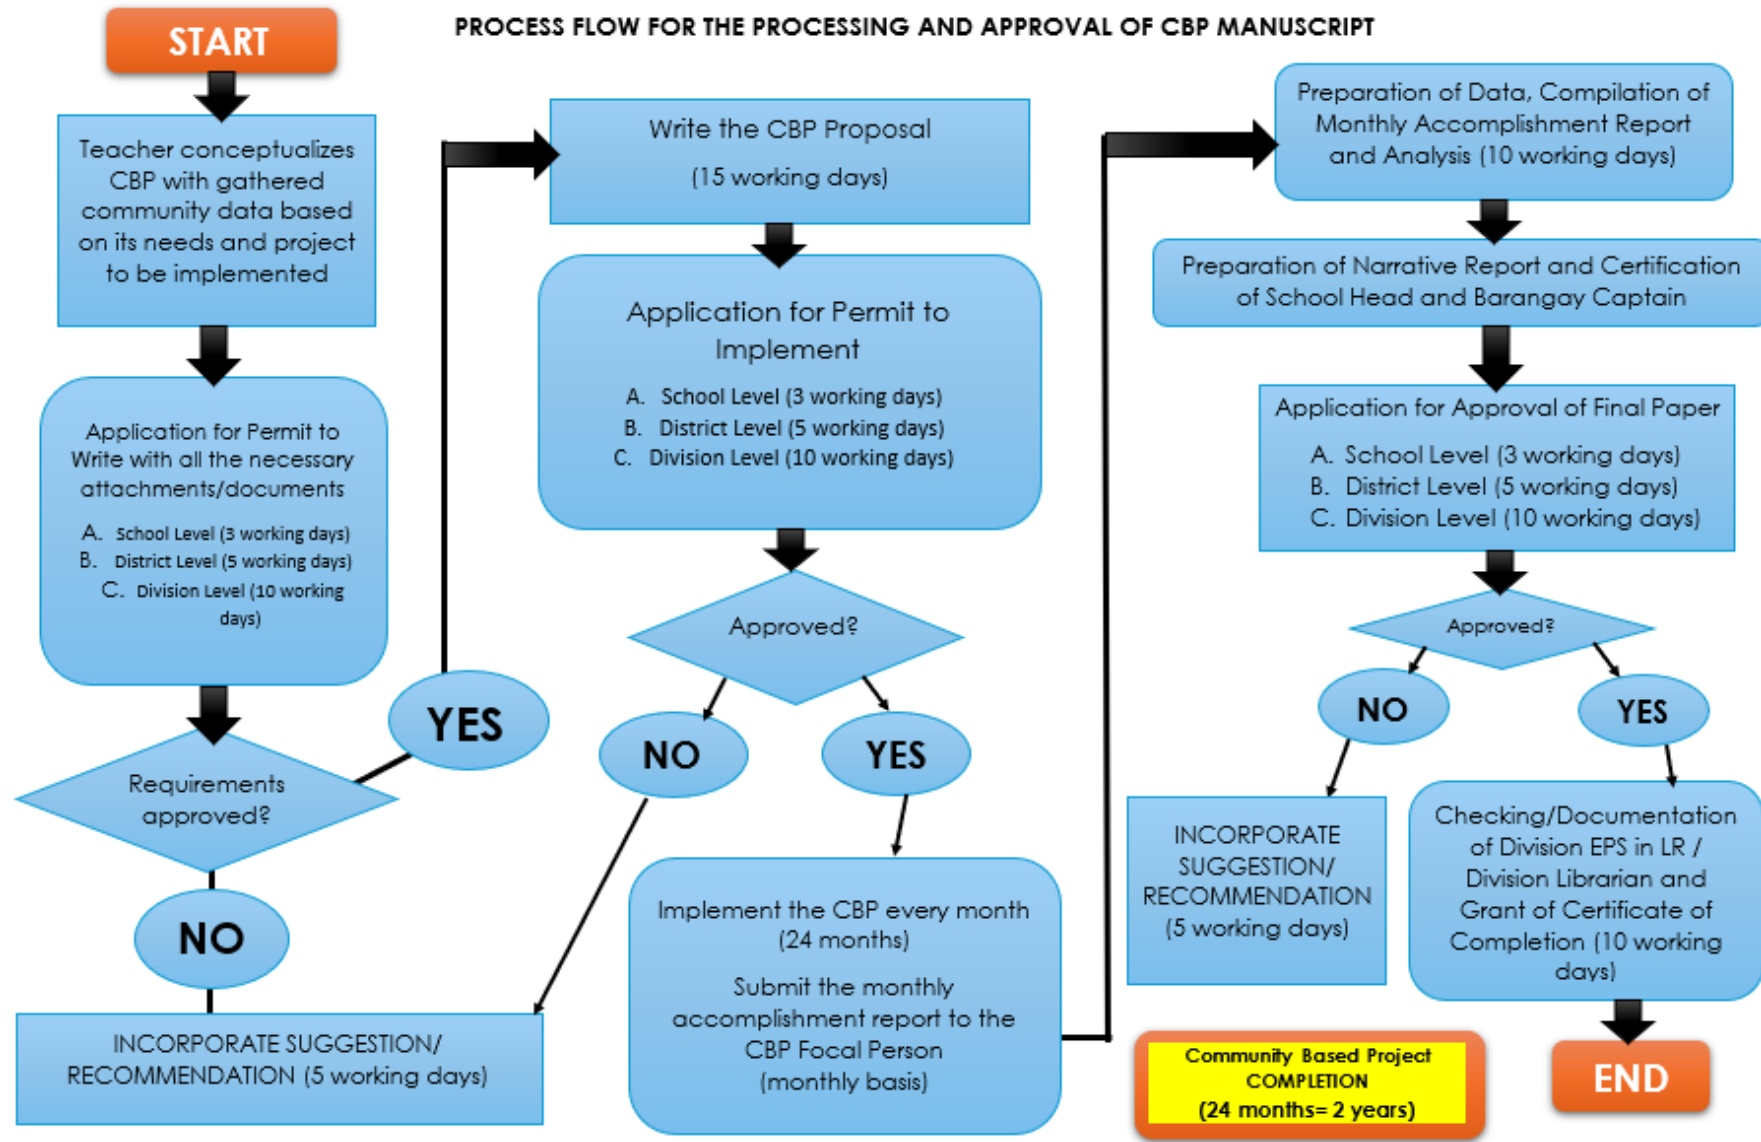 PROCESS FLOW FOR THE PROCESSING AND APPROVAL OF CBP MANUSCRIPT
START
Teacher conceptualizes
CBP with gathered
community data based
on its needs and project
to be implemented
Application for Permit to
Write with all the necessary
attachments/documents
A. School Level (3 working days)
B. District Level (5 working days)
C. Division Level (10 working
days)
Requirements
approved?
YES
NO
INCORPORATE SUGGESTION/
RECOMMENDATION (5 working days)
Write the CBP Proposal
(15 working days)
Application for Permit to
Implement
A. School Level (3 working days)
B. District Level (5 working days)
C. Division Level (10 working days)
Approved?
NO
YES
Implement the CBP every month
(24 months)
Submit the monthly
accomplishment report to the
CBP Focal Person
(monthly basis)
Preparation of Data, Compilation of
Monthly Accomplishment Report
and Analysis (10 working days)
Preparation of Narrative Report and Certification
of School Head and Barangay Captain
Application for Approval of Final Paper
A. School Level (3 working days)
B. District Level (5 working days)
C. Division Level (10 working days)
Approved?
NO
YES
INCORPORATE
SUGGESTION/
RECOMMENDATION
(5 working days)
Checking/Documentation
of Division EPS in LR /
Division Librarian and
Grant of Certificate of
Completion (10 working
days)
Community Based Project
COMPLETION
(24 months= 2 years)
END